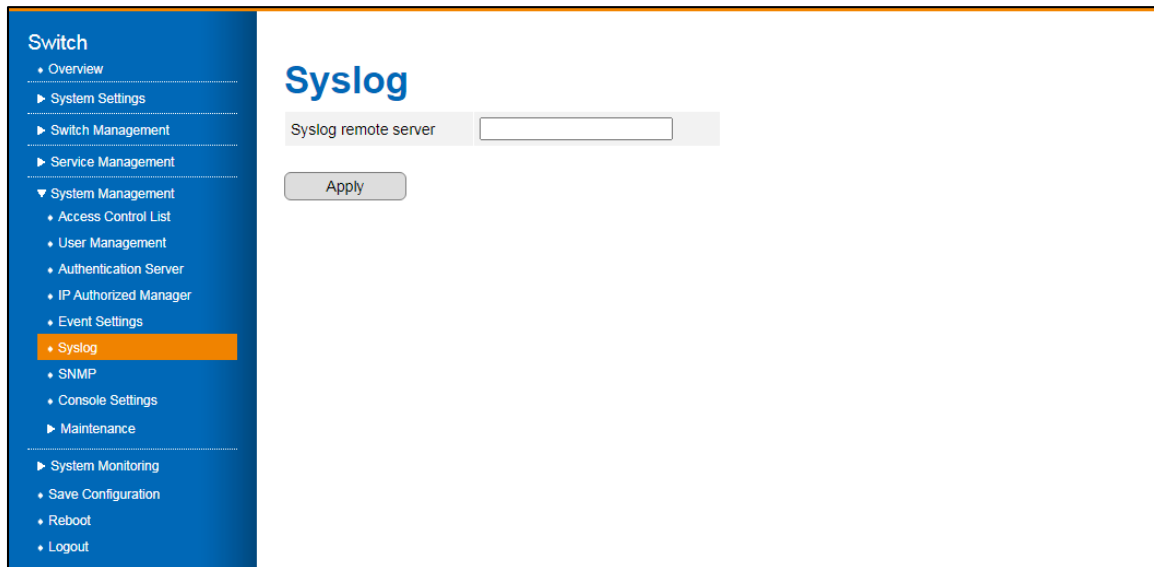 Switch
Overview
System Settings
Switch Management
Service Management
System Management
Access Control List
User Management
Authentication Server
IP Authorized Manager
Event Settings
Syslog
SNMP
Console Settings
Maintenance
System Monitoring
Save Configuration
Reboot
Logout
Syslog
Syslog remote server
Apply